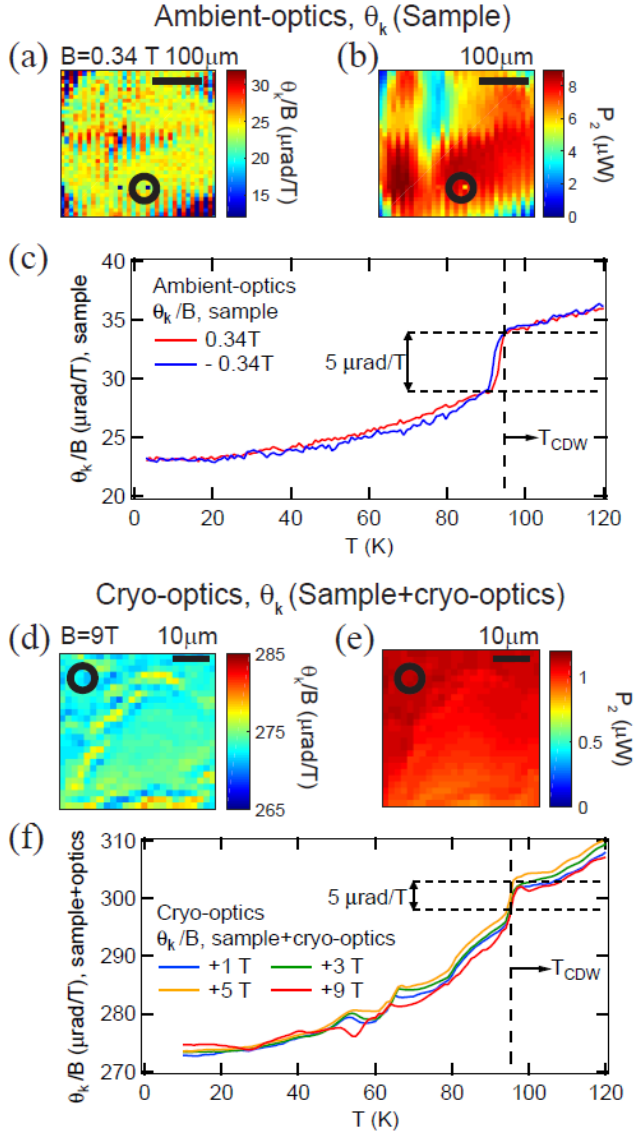 Ambient-optics, θk (Sample)
(a) B=0.34 T 100μm
30
25
20
15
θk/B (μrad/T)
(b) 100μm
8
6
4
2
0
P2 (μW)
(c)
40
35
30
25
20
θk/B (μrad/T), sample
Ambient-optics
θk/B, sample
0.34T
- 0.34T
5 μrad/T
TCDW
0 20 40 60 80 100 120
T (K)
Cryo-optics, θk (Sample+cryo-optics)
(d) B=9T 10μm
285
275
265
θk/B (μrad/T)
(e) 10μm
1
0.5
0
P2 (μW)
(f)
310
300
290
280
270
θk/B (μrad/T), sample+optics
5 μrad/T
Cryo-optics
θk/B, sample+cryo-optics
+1 T +3 T
+5 T +9 T
TCDW
0 20 40 60 80 100 120
T (K)